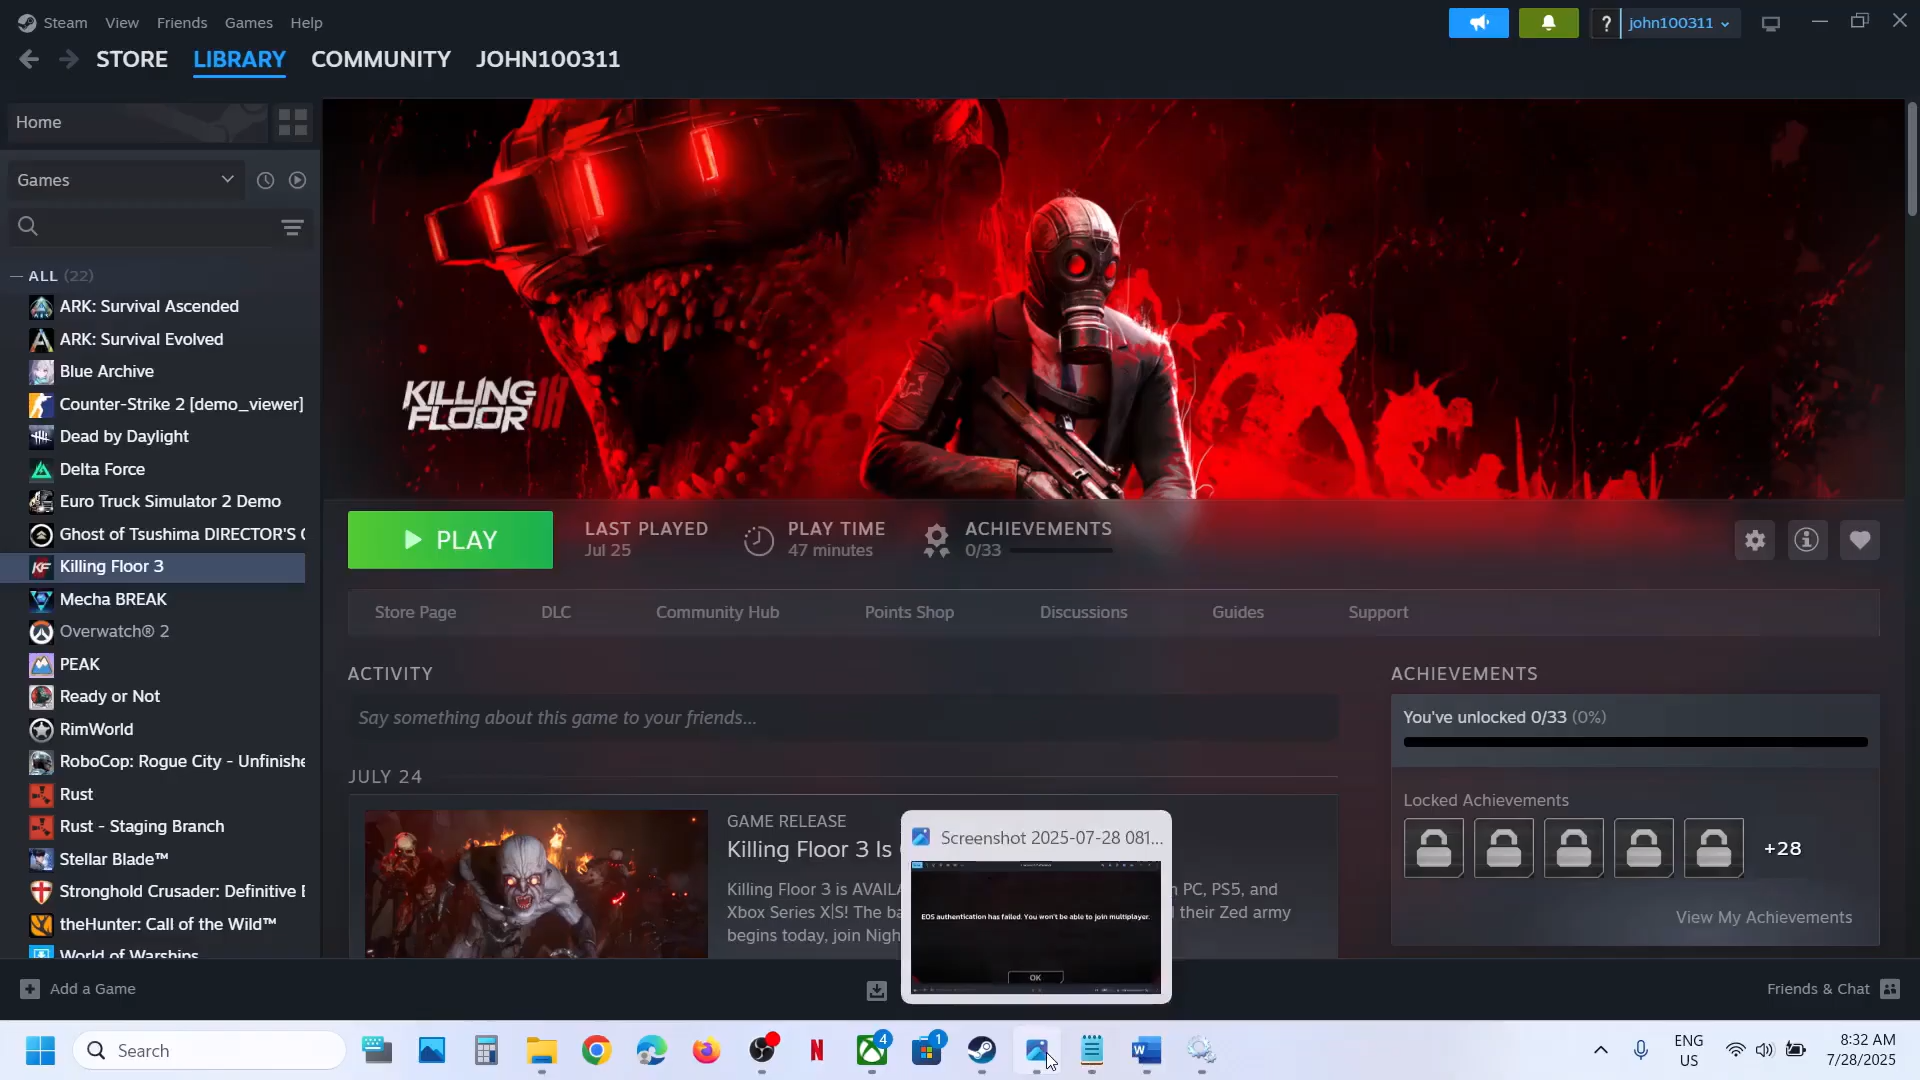 Steam View Friends Games Help
? john100311
STORE LIBRARY COMMUNITY JOHN100311
Home
Games
ALL (22)
ARK: Survival Ascended
ARK: Survival Evolved
Blue Archive
Counter-Strike 2 [demo_viewer]
Dead by Daylight
Delta Force
Euro Truck Simulator 2 Demo
Ghost of Tsushima DIRECTOR'S C
Killing Floor 3
Mecha BREAK
Overwatch® 2
PEAK
Ready or Not
RimWorld
RoboCop: Rogue City - Unfinishe
Rust
Rust - Staging Branch
Stellar Blade™
Stronghold Crusader: Definitive E
theHunter: Call of the Wild™
World of Warships
KILLING
FLOOR III
PLAY
LAST PLAYED
Jul 25
PLAY TIME
47 minutes
ACHIEVEMENTS
0/33
Store Page DLC Community Hub Points Shop Discussions Guides Support
ACTIVITY
Say something about this game to your friends...
JULY 24
GAME RELEASE
Killing Floor 3 Is
Killing Floor 3 is AVAILA
n PC, PS5, and
Xbox Series X|S! The ba
their Zed army
begins today, join Nigh
ACHIEVEMENTS
You've unlocked 0/33 (0%)
Locked Achievements
+28
View My Achievements
Screenshot 2025-07-28 081...
EOS authentication has failed. You won't be able to join multiplayer.
OK
Add a Game
Friends & Chat
Search
4
1
ENG
US
8:32 AM
7/28/2025